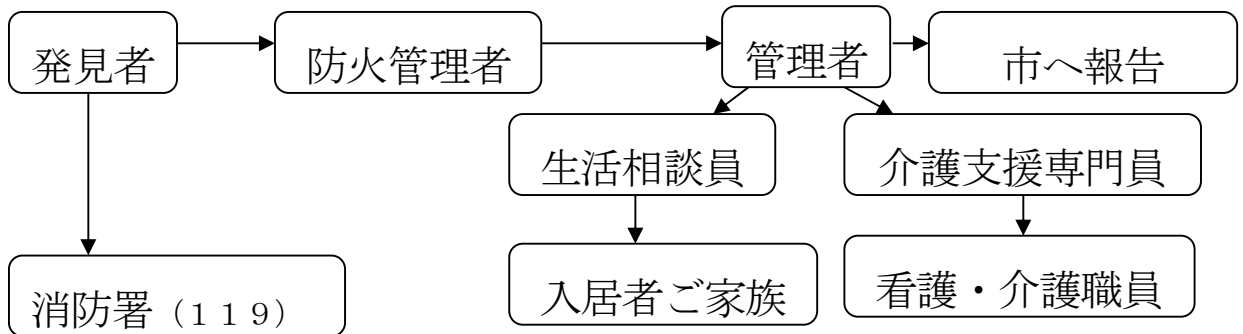 発見者
防火管理者
管理者
市へ報告
生活相談員
介護支援専門員
消防署（１１９）
入居者ご家族
看護・介護職員